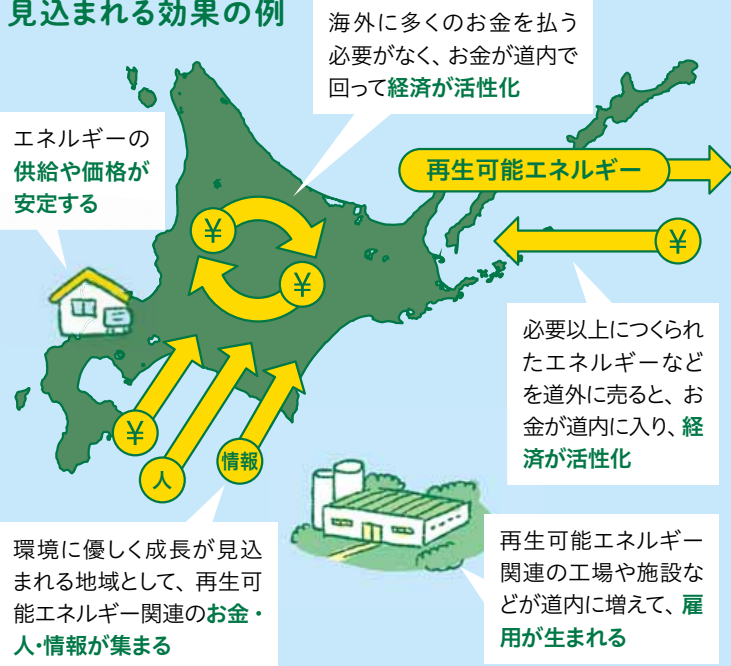 見込まれる効果の例
海外に多くのお金を払う
必要がなく、お金が道内で
回って経済が活性化
エネルギーの
供給や価格が
安定する
再生可能エネルギー
¥
¥
¥
必要以上につくられ
たエネルギーなど
を道外に売ると、お
金が道内に入り、経
済が活性化
¥
人
情報
環境に優しく成長が見込
まれる地域として、再生可
能エネルギー関連のお金・
人・情報が集まる
再生可能エネルギー
関連の工場や施設な
どが道内に増えて、雇
用が生まれる